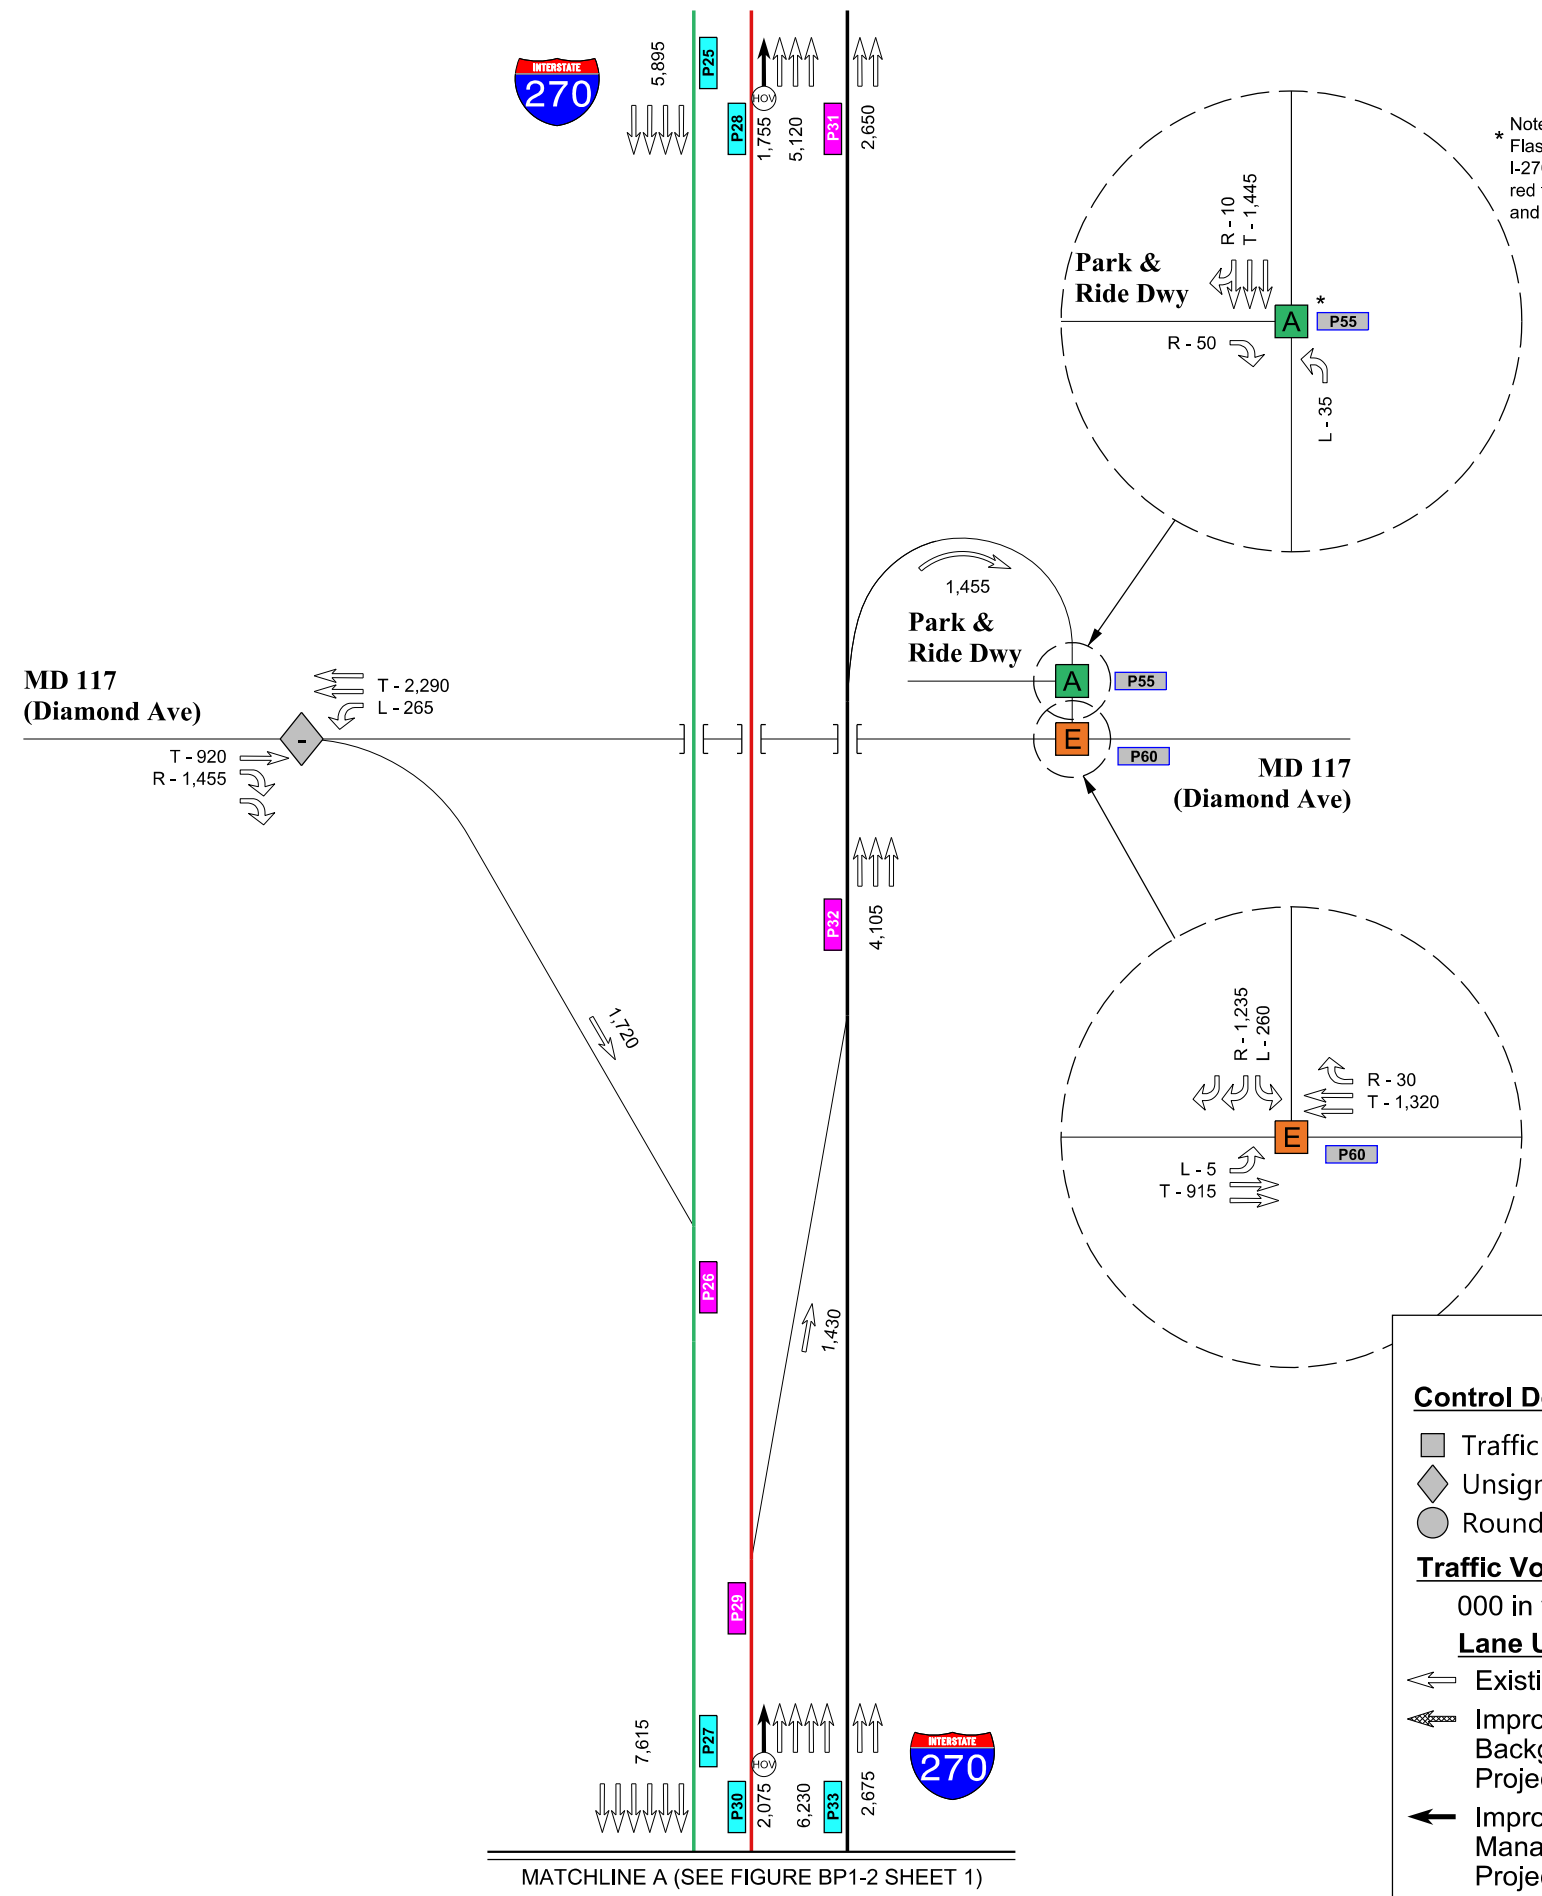 INTERSTATE
270
5,895
P25
P28
HOV
1,755
5,120
P31
2,650
* Note
Flas
I-270
red
and
R - 10
T - 1,445
Park &
Ride Dwy
A
*
P55
R - 50
L - 35
1,455
Park &
Ride Dwy
A
P55
MD 117
(Diamond Ave)
T - 2,290
L - 265
-
T - 920
R - 1,455
E
P60
MD 117
(Diamond Ave)
P32
4,105
1,720
R - 1,235
L - 260
R - 30
T - 1,320
E
P60
L - 5
T - 915
P26
1,430
P29
7,615
P27
P30
HOV
2,075
6,230
P33
2,675
INTERSTATE
270
MATCHLINE A (SEE FIGURE BP1-2 SHEET 1)
Control D
Traffic
Unsign
Round
Traffic Vo
000 in
Lane U
Existi
Impro
Backg
Projec
Impro
Mana
Projec